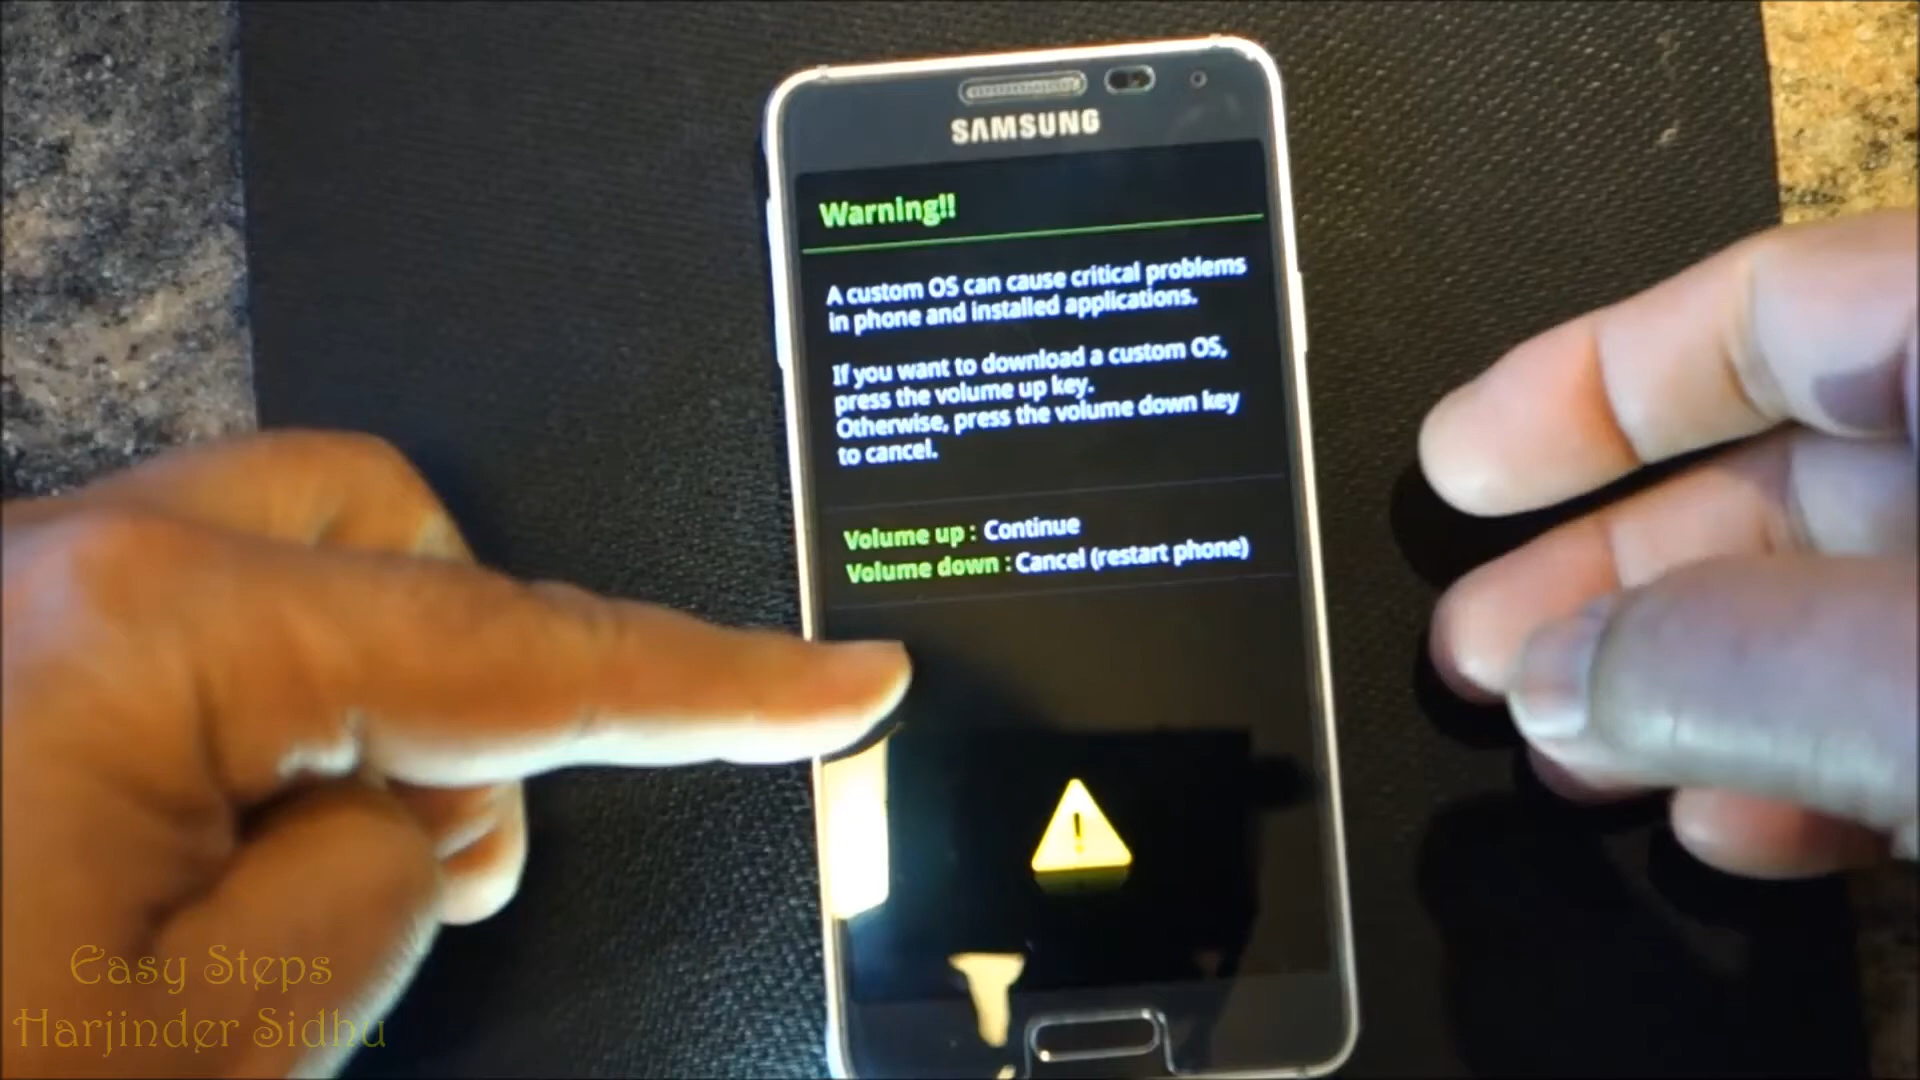 SAMSUNG
Warning!!
A custom OS can cause critical problems
in phone and installed applications.
If you want to download a custom OS,
press the volume up key.
Otherwise, press the volume down key
to cancel.
Volume up : Continue
Volume down : Cancel (restart phone)
Easy Steps
Harjinder Sidhu